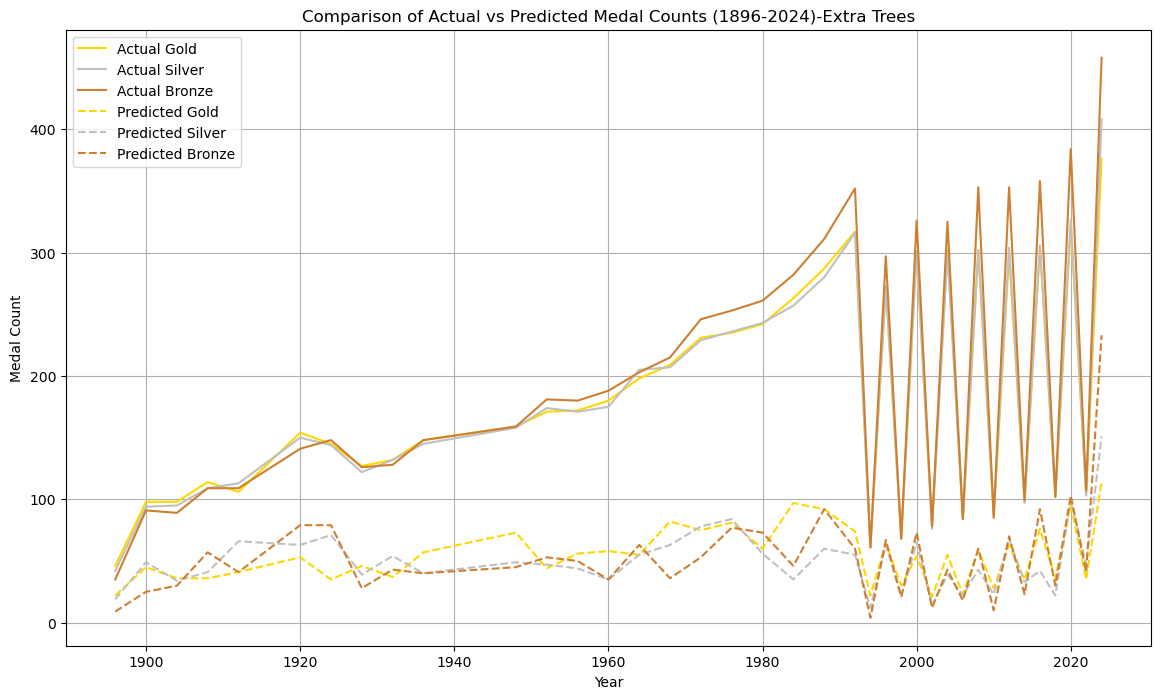 Comparison of Actual vs Predicted Medal Counts (1896-2024)-Extra Trees
Actual Gold
Actual Silver
Actual Bronze
Predicted Gold
Predicted Silver
Predicted Bronze
Medal Count
400
300
200
100
0
1900
1920
1940
1960
1980
2000
2020
Year